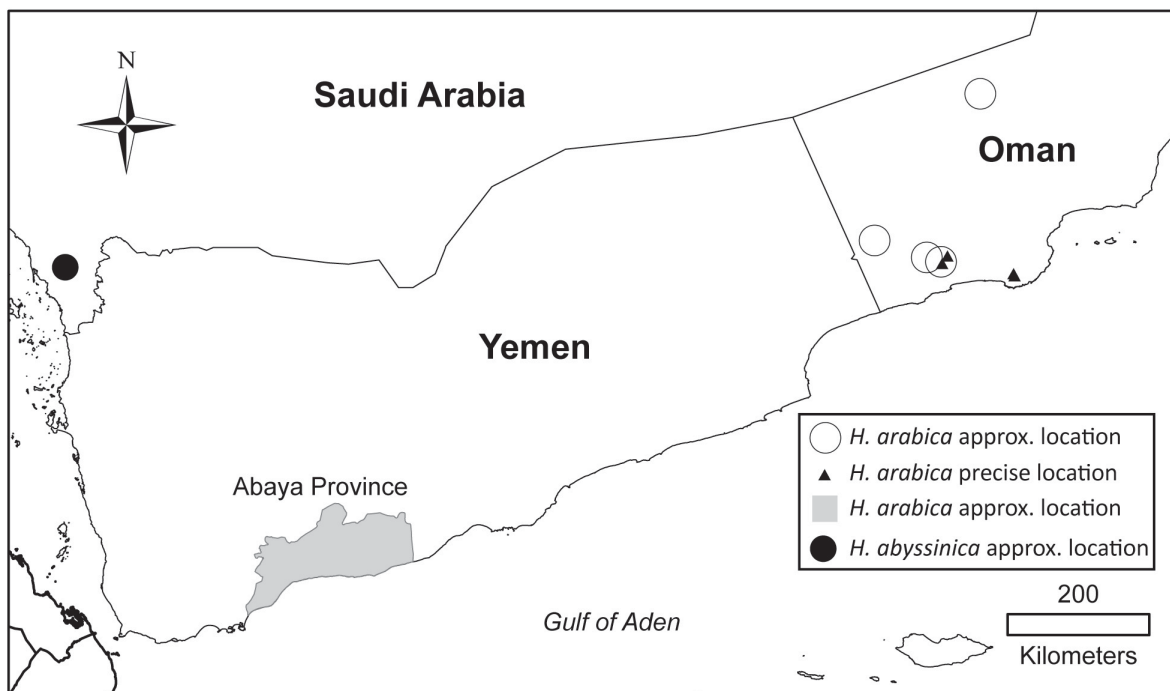 N
Saudi Arabia
Oman
Yemen
H. arabica approx. location
H. arabica precise location
Abaya Province
H. arabica approx. location
H. abyssinica approx. location
200
Gulf of Aden
Kilometers